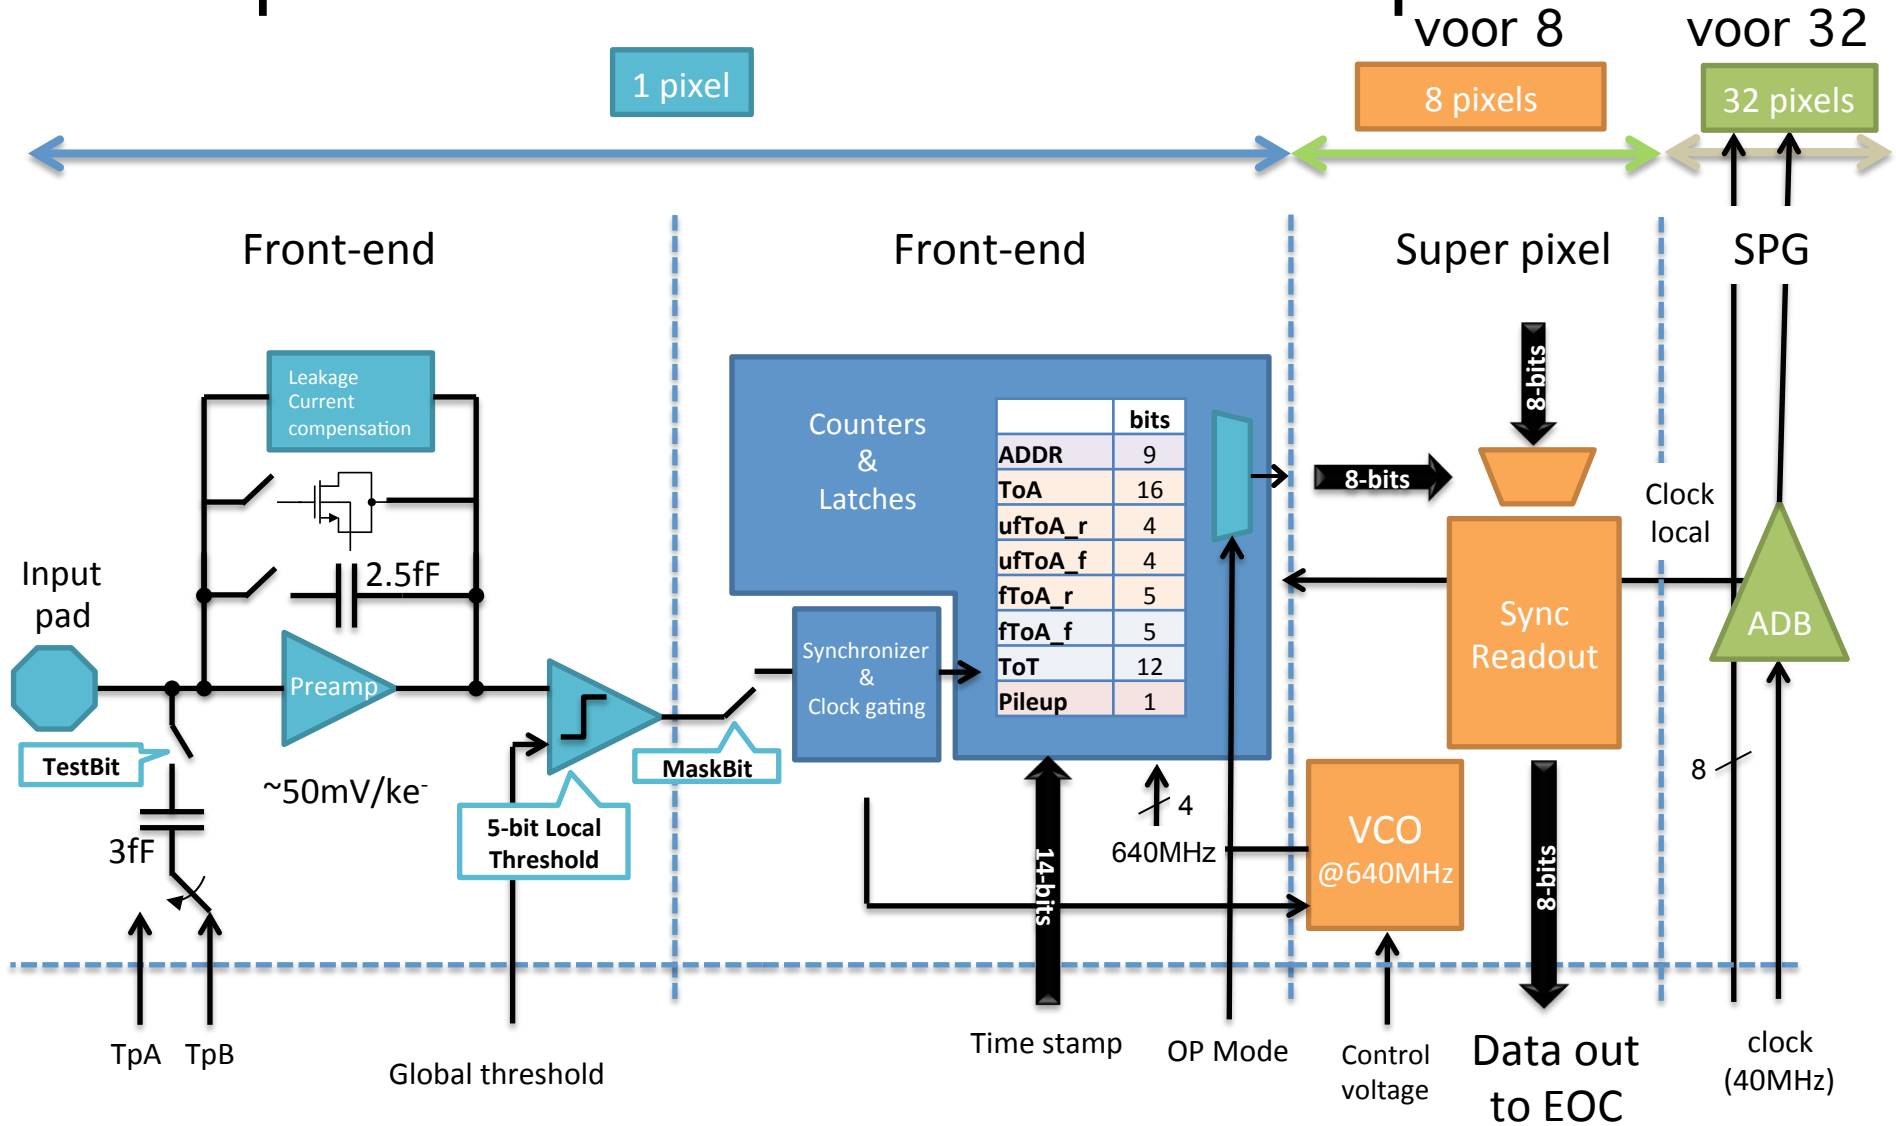 voor 8
voor 32
1 pixel
8 pixels
32 pixels
Front-end
Front-end
Super pixel
SPG
Leakage
Current
compensation
2.5fF
Input
pad
Preamp
TestBit
~50mV/ke-
3fF
5-bit Local
Threshold
MaskBit
TpA
TpB
Global threshold
Counters
&
Latches
bits
ADDR 9
ToA 16
ufToA_r 4
ufToA_f 4
fToA_r 5
fToA_f 5
ToT 12
Pileup 1
Synchronizer
&
Clock gating
4
640MHz
14-bits
Time stamp
OP Mode
8-bits
8-bits
Sync
Readout
VCO
@640MHz
8-bits
Control
voltage
Data out
to EOC
Clock
local
ADB
8
clock
(40MHz)